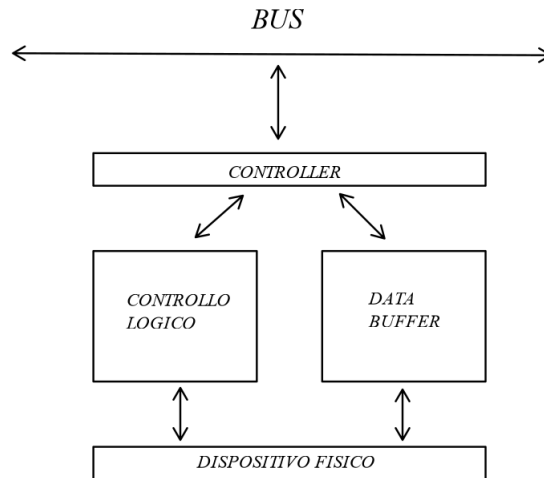 BUS
CONTROLLER
CONTROLLO
LOGICO
DATA
BUFFER
DISPOSITIVO FISICO